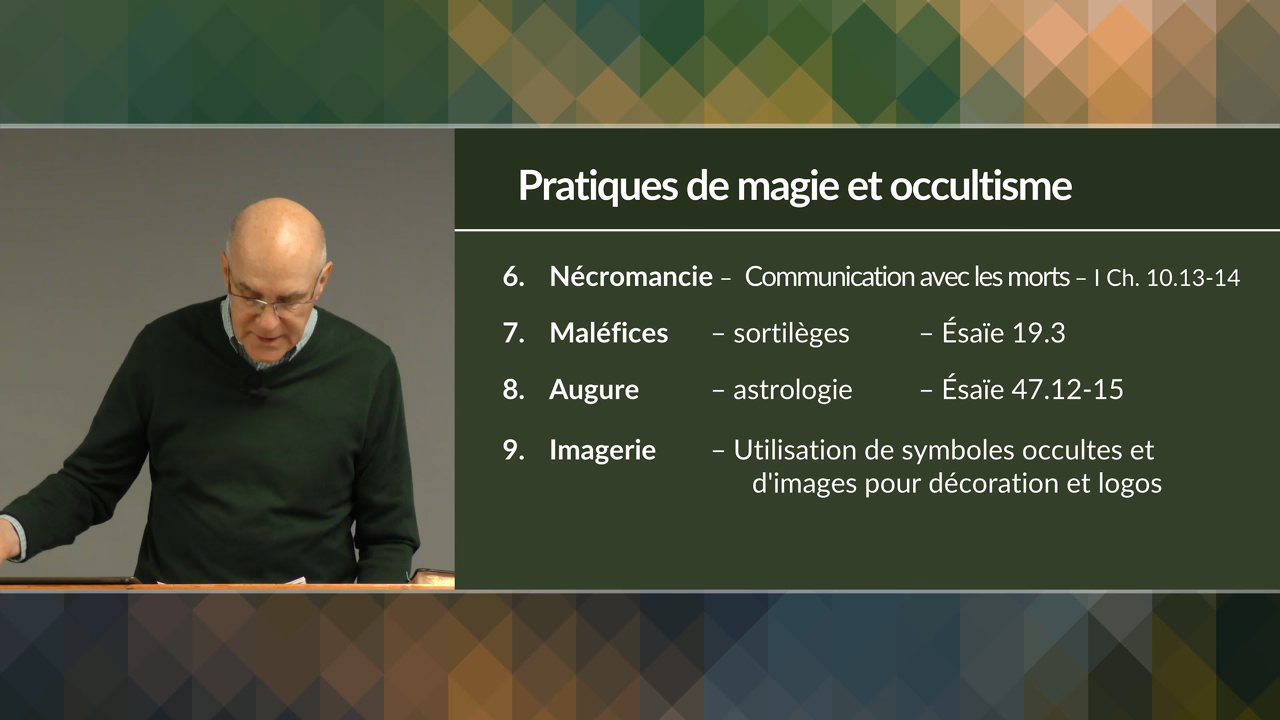 Pratiques de magie et occultisme
6. Nécromancie – Communication avec les morts – I Ch. 10.13-14
7. Maléfices – sortilèges – Ésaïe 19.3
8. Augure – astrologie – Ésaïe 47.12-15
9. Imagerie – Utilisation de symboles occultes et
d'images pour décoration et logos